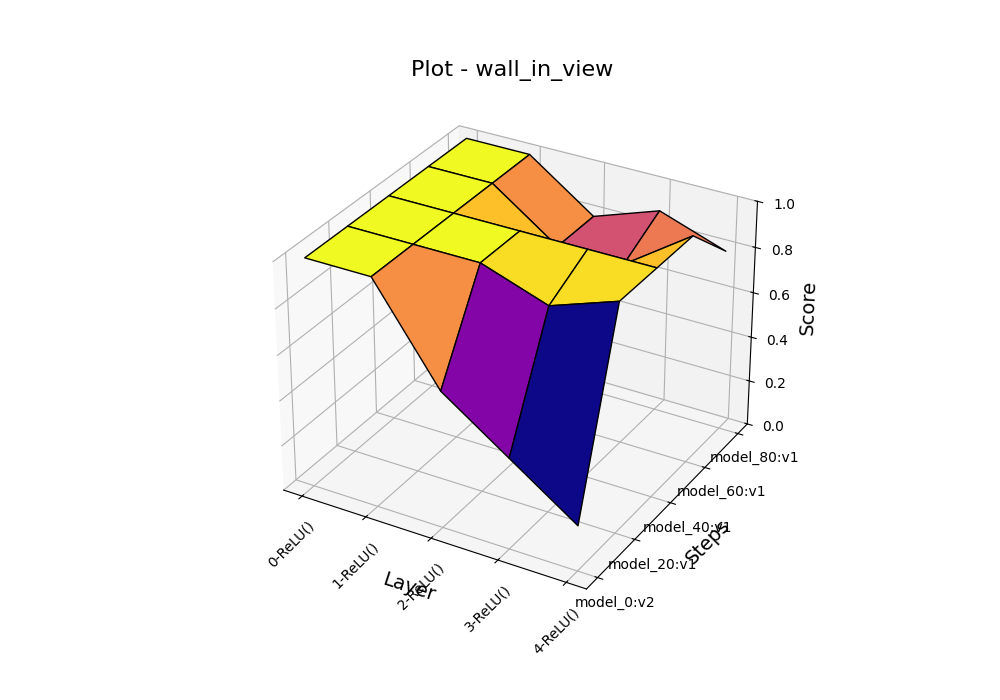 Plot - wall_in_view
1.0
0.8
0.6
0.4
0.2
0.0
Score
model_80:v1
model_60:v1
model_40:v1
model_20:v1
model_0:v2
Steps
0-ReLU()
1-ReLU()
2-ReLU()
3-ReLU()
4-ReLU()
Layer